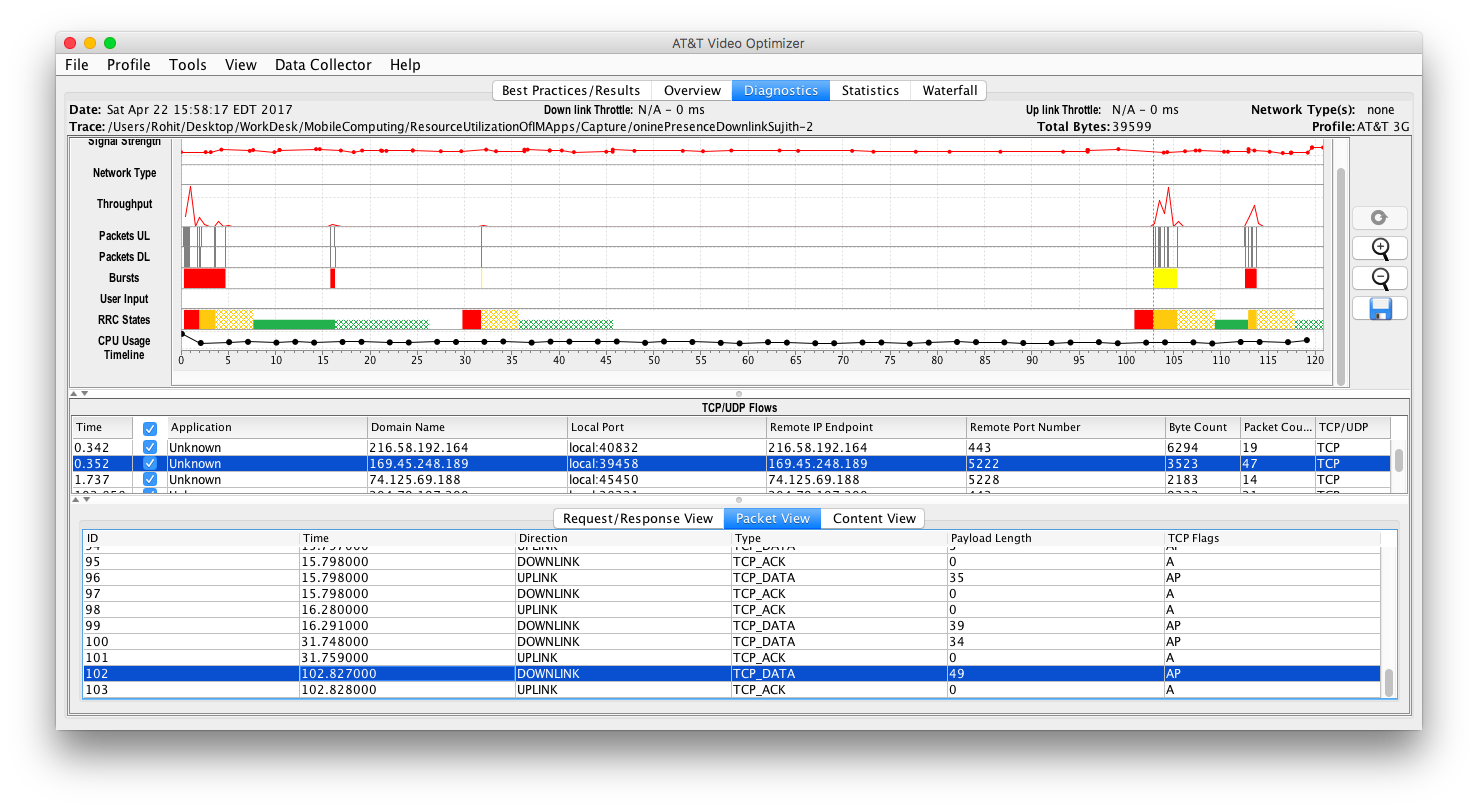 AT&T Video Optimizer
File Profile Tools View Data Collector Help
Best Practices/Results Overview Diagnostics Statistics Waterfall
Date: Sat Apr 22 15:58:17 EDT 2017 Down link Throttle: N/A - 0 ms Up link Throttle: N/A - 0 ms Network Type(s): none
Trace: /Users/Rohit/Desktop/WorkDesk/MobileComputing/ResourceUtilizationOfIMApps/Capture/oninePresenceDownlinkSujith-2 Total Bytes: 39599 Profile: AT&T 3G
Signal Strength
Network Type
Throughput
Packets UL
Packets DL
Bursts
User Input
RRC States
CPU Usage
Timeline
0 5 10 15 20 25 30 35 40 45 50 55 60 65 70 75 80 85 90 95 100 105 110 115 120
TCP/UDP Flows
Time Application Domain Name Local Port Remote IP Endpoint Remote Port Number Byte Count Packet Cou... TCP/UDP
0.342 Unknown 216.58.192.164 local:40832 216.58.192.164 443 6294 19 TCP
0.352 Unknown 169.45.248.189 local:39458 169.45.248.189 5222 3523 47 TCP
1.737 Unknown 74.125.69.188 local:45450 74.125.69.188 5228 2183 14 TCP
Request/Response View Packet View Content View
ID Time Direction Type Payload Length TCP Flags
95 15.798000 DOWNLINK TCP_ACK 0 A
96 15.798000 UPLINK TCP_DATA 35 AP
97 15.798000 DOWNLINK TCP_ACK 0 A
98 16.280000 UPLINK TCP_ACK 0 A
99 16.291000 DOWNLINK TCP_DATA 39 AP
100 31.748000 DOWNLINK TCP_DATA 34 AP
101 31.759000 UPLINK TCP_ACK 0 A
102 102.827000 DOWNLINK TCP_DATA 49 AP
103 102.828000 UPLINK TCP_ACK 0 A